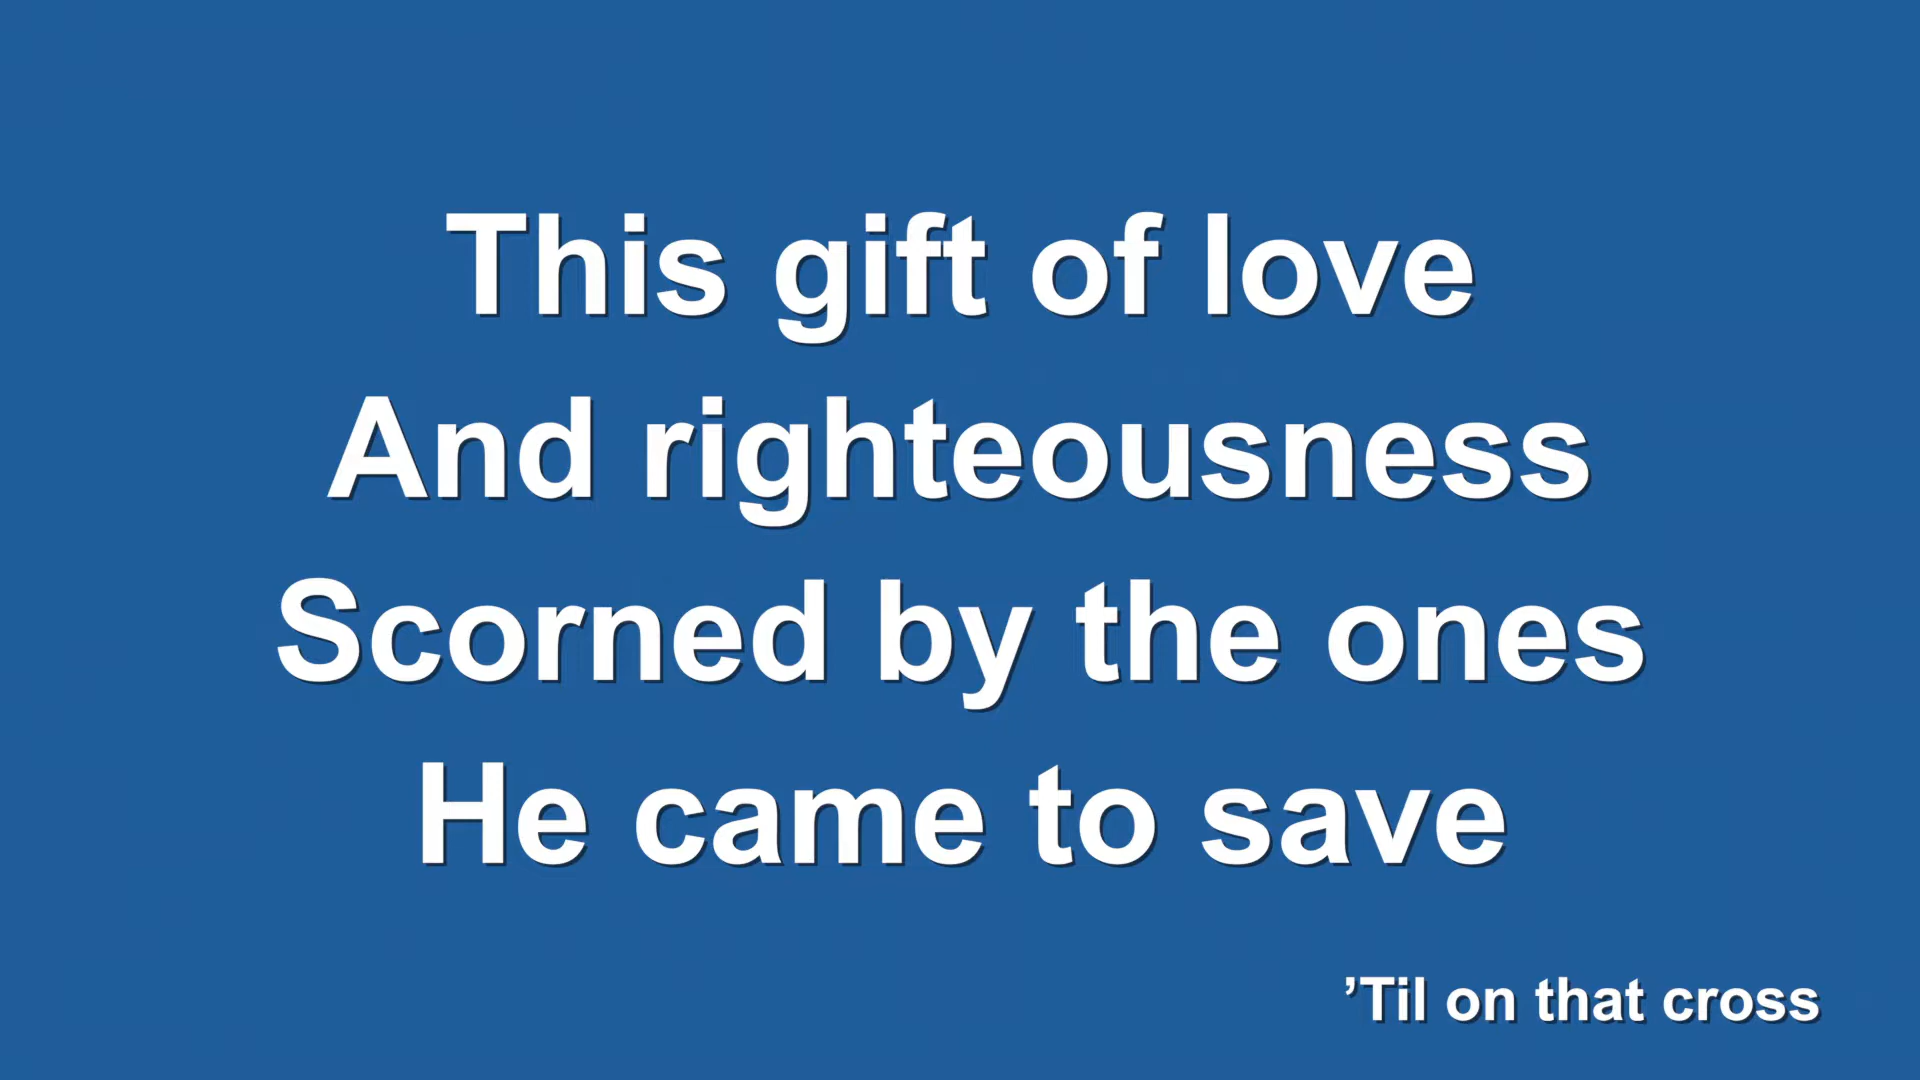 This gift of love
And righteousness
Scorned by the ones
He came to save
’Til on that cross